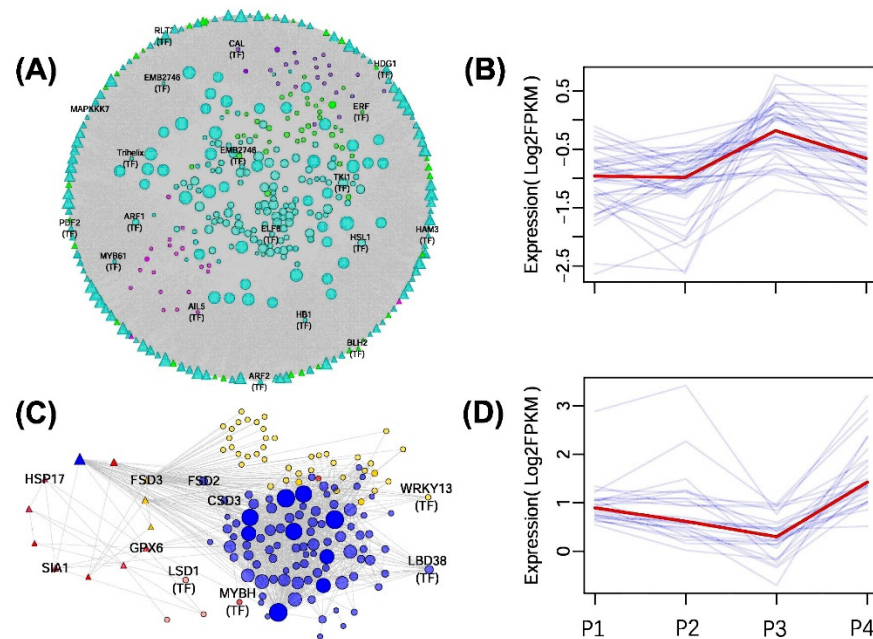 (A)
RLT?
(TF)
CAL
(TF)
HDG1
(TF)
EMB2746
(TF)
MAPKKK7
ERF
(TF)
Trihelix
(TF)
EMB2746
(TF)
TKI1
(TF)
PDF2
(TF)
ARF1
(TF)
ELF6
(TF)
HSL1
(TF)
HAM3
(TF)
MYB61
(TF)
AIL5
(TF)
HB1
(TF)
BLH2
(TF)
ARF2
(TF)
(B)
Expression( Log2FPKM )
0.5
-0.5
-1.5
-2.5
(C)
HSP17
FSD3
FSD2
CSD3
WRKY13
(TF)
GPX6
SIA1
LSD1
(TF)
MYBH
(TF)
LBD38
(TF)
(D)
Expression( Log2FPKM )
3
2
1
0
P1
P2
P3
P4